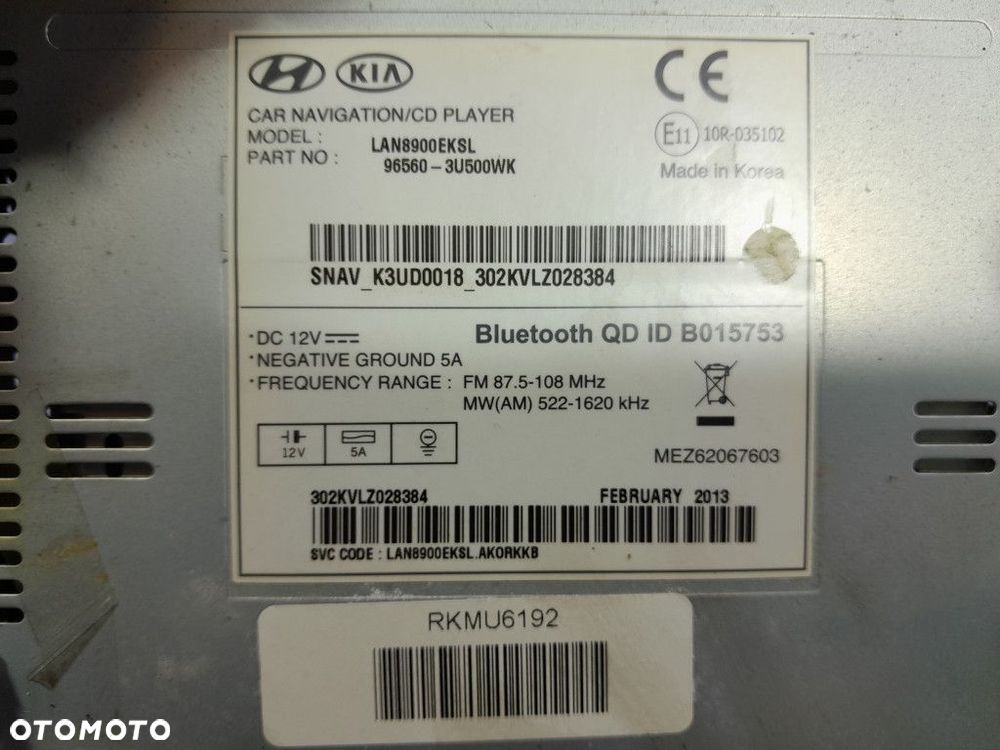 KIA
CE
CAR NAVIGATION/CD PLAYER
MODEL : LAN8900EKSL
PART NO : 96560-3U500WK
E11 10R-035102
Made in Korea
SNAV_K3UD0018_302KVLZ028384
· DC 12V
Bluetooth QD ID B015753
· NEGATIVE GROUND 5A
· FREQUENCY RANGE : FM 87.5-108 MHz
MW(AM) 522-1620 kHz
12V 5A
MEZ62067603
302KVLZ028384 FEBRUARY 2013
SVC CODE : LAN8900EKSL.AKORKKB
RKMU6192
OTOMOTO